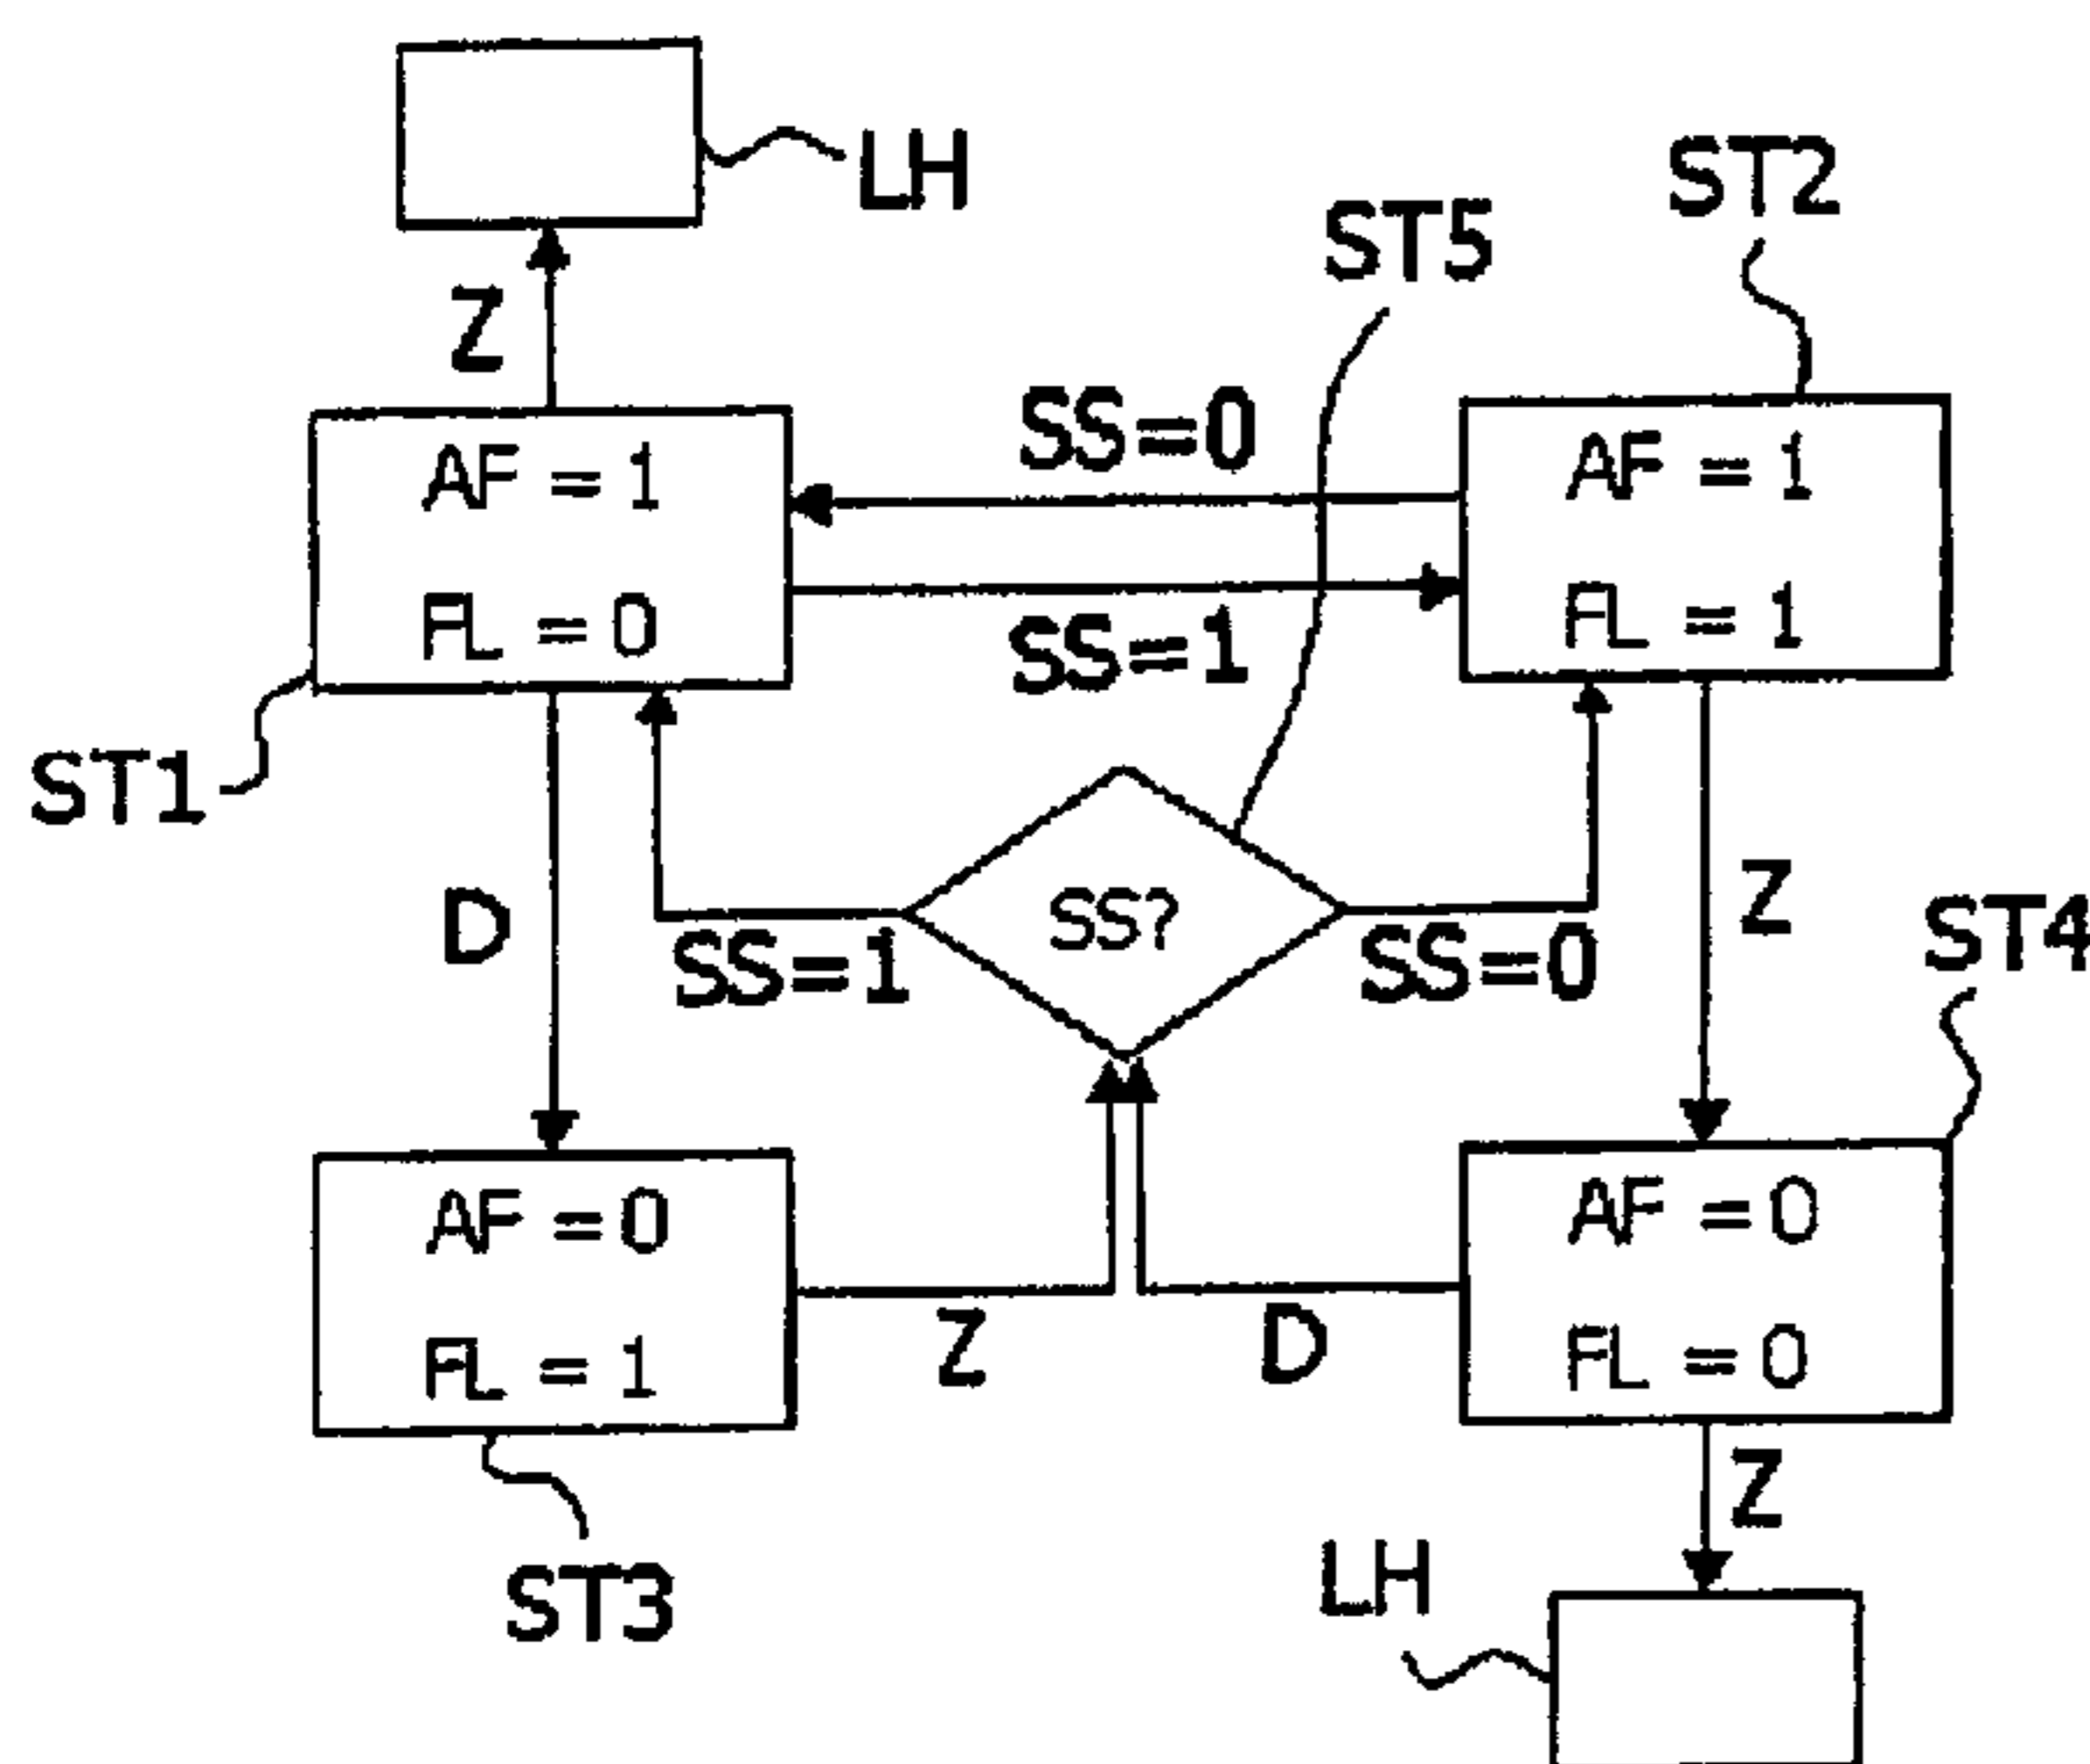 LH
ST2
ST5
Z
SS=0
AF = 1
FL = 0
AF = 1
FL = 1
SS=1
ST1
D
SS?
SS=1
SS=0
Z
ST4
AF = 0
FL = 1
AF = 0
FL = 0
Z
D
Z
ST3
LH